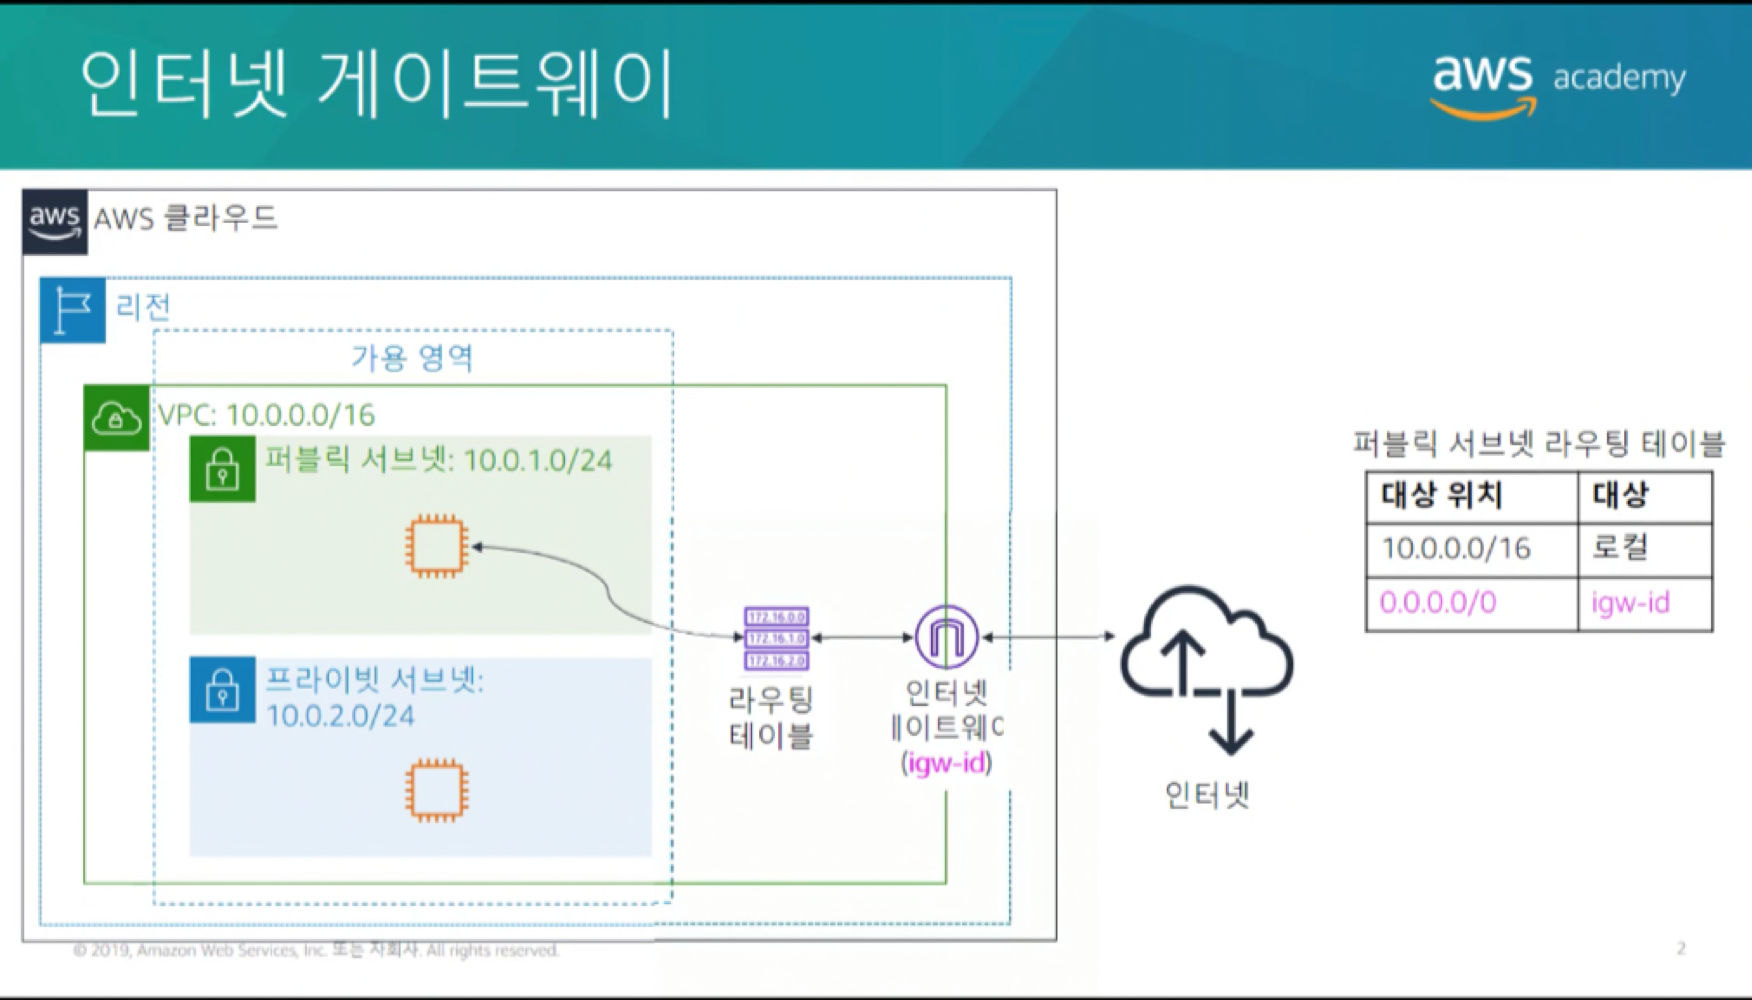 인터넷 게이트웨이
aws academy
aws
AWS 클라우드
리전
가용 영역
VPC: 10.0.0.0/16
퍼블릭 서브넷: 10.0.1.0/24
프라이빗 서브넷:
10.0.2.0/24
172.16.0.0
172.16.1.0
172.16.2.0
라우팅
테이블
인터넷
게이트웨이
(igw-id)
인터넷
퍼블릭 서브넷 라우팅 테이블
대상 위치 대상
10.0.0.0/16 로컬
0.0.0.0/0 igw-id
© 2019, Amazon Web Services, Inc. 또는 자회사. All rights reserved.
2